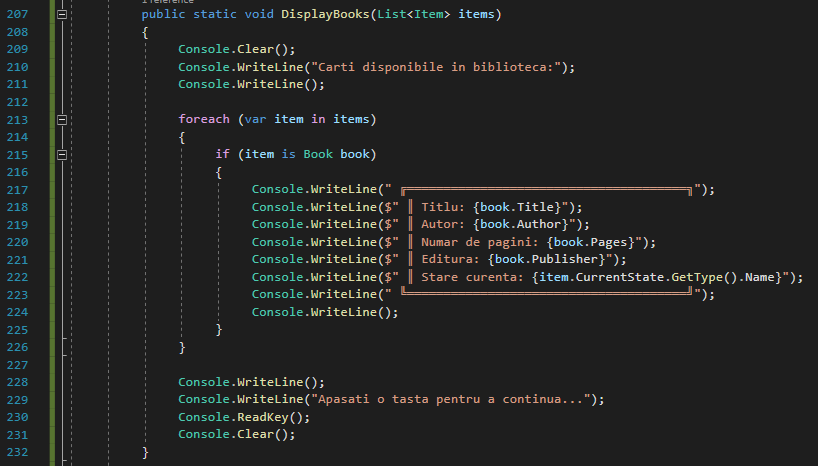 1 reference
207 public static void DisplayBooks(List<Item> items)
208 {
209 Console.Clear();
210 Console.WriteLine("Carti disponibile in biblioteca:");
211 Console.WriteLine();
212
213 foreach (var item in items)
214 {
215 if (item is Book book)
216 {
217 Console.WriteLine(" ╔══════════════════════════════════════╗");
218 Console.WriteLine($" ║ Titlu: {book.Title}");
219 Console.WriteLine($" ║ Autor: {book.Author}");
220 Console.WriteLine($" ║ Numar de pagini: {book.Pages}");
221 Console.WriteLine($" ║ Editura: {book.Publisher}");
222 Console.WriteLine($" ║ Stare curenta: {item.CurrentState.GetType().Name}");
223 Console.WriteLine(" ╚══════════════════════════════════════╝");
224 Console.WriteLine();
225 }
226 }
227
228 Console.WriteLine();
229 Console.WriteLine("Apasati o tasta pentru a continua...");
230 Console.ReadKey();
231 Console.Clear();
232 }